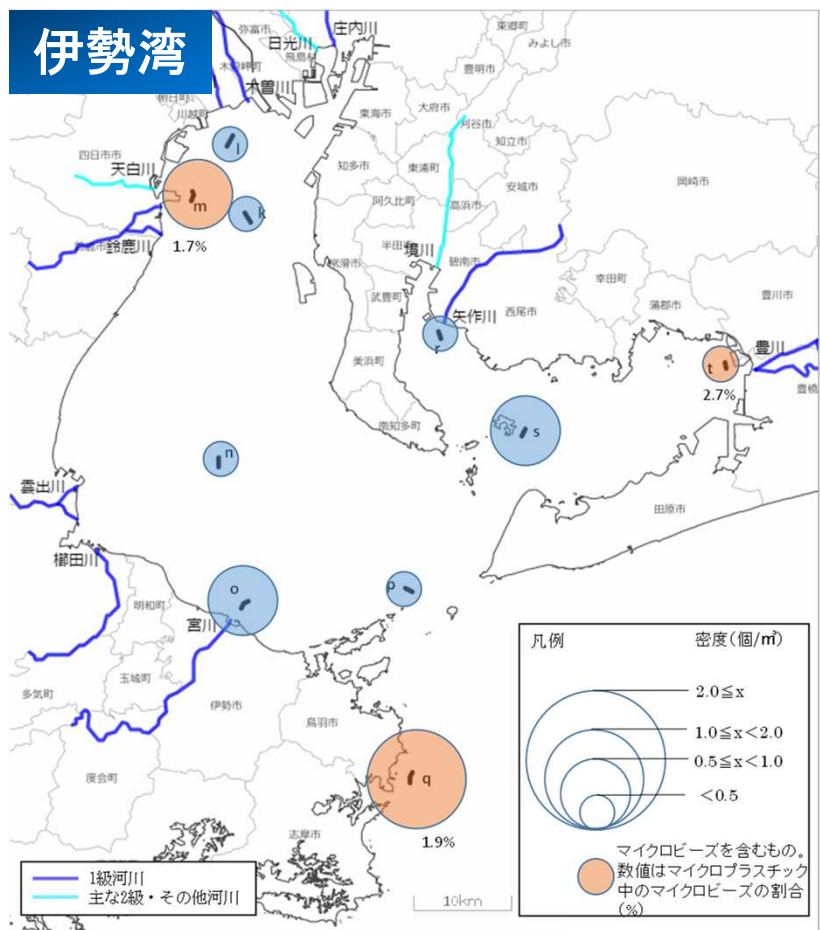 伊勢湾
弥富市
庄内川
日光川
飛島村
木曽川
朝日町
川越町
東郷町
みよし市
豊明市
東海市
大府市
刈谷市
知立市
四日市市
天白川
知多市
東浦町
安城市
岡崎市
l
m
k
1.7%
阿久比町
高浜市
鈴鹿川
半田市
境川
常滑市
碧南市
武豊町
幸田町
蒲郡市
豊川市
矢作川
西尾市
r
美浜町
豊川
t
2.7%
南知多町
s
n
雲出川
田原市
櫛田川
明和町
o
p
宮川
玉城町
多気町
伊勢市
鳥羽市
度会町
q
1.9%
志摩市
凡例
密度(個/㎥)
2.0≦x
1.0≦x<2.0
0.5≦x<1.0
<0.5
マイクロビーズを含むもの。
数値はマイクロプラスチック
中のマイクロビーズの割合
(%)
1級河川
主な2級・その他河川
10km